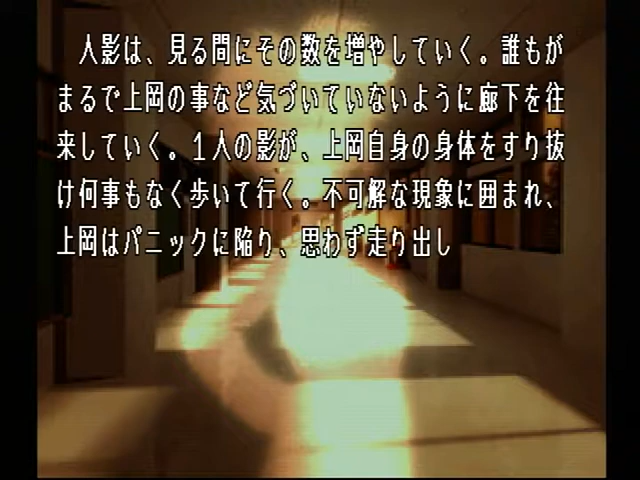 人影は、見る間にその数を増やしていく。誰もが
まるで上岡の事など気づいていないように廊下を往
来していく。１人の影が、上岡自身の身体をすり抜
け何事もなく歩いて行く。不可解な現象に囲まれ、
上岡はパニックに陥り、思わず走り出し